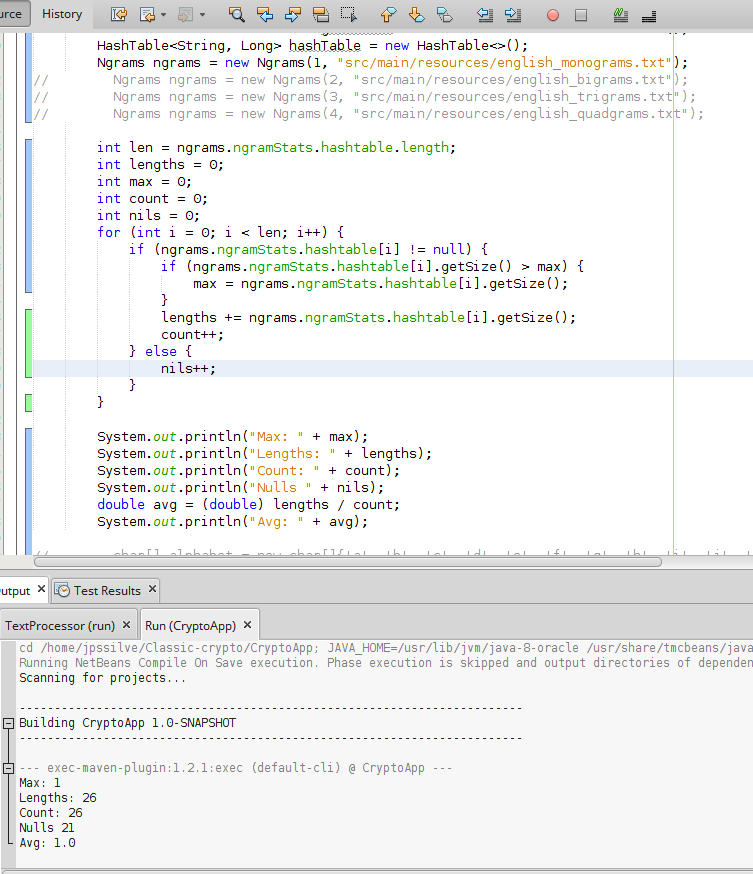 urce History
HashTable<String, Long> hashTable = new HashTable<>();
Ngrams ngrams = new Ngrams(1, "src/main/resources/english_monograms.txt");
// Ngrams ngrams = new Ngrams(2, "src/main/resources/english_bigrams.txt");
// Ngrams ngrams = new Ngrams(3, "src/main/resources/english_trigrams.txt");
// Ngrams ngrams = new Ngrams(4, "src/main/resources/english_quadgrams.txt");
int len = ngrams.ngramStats.hashtable.length;
int lengths = 0;
int max = 0;
int count = 0;
int nils = 0;
for (int i = 0; i < len; i++) {
if (ngrams.ngramStats.hashtable[i] != null) {
if (ngrams.ngramStats.hashtable[i].getSize() > max) {
max = ngrams.ngramStats.hashtable[i].getSize();
}
lengths += ngrams.ngramStats.hashtable[i].getSize();
count++;
} else {
nils++;
}
}
System.out.println("Max: " + max);
System.out.println("Lengths: " + lengths);
System.out.println("Count: " + count);
System.out.println("Nulls " + nils);
double avg = (double) lengths / count;
System.out.println("Avg: " + avg);
//
utput × Test Results ×
TextProcessor (run) × Run (CryptoApp) ×
cd /home/jpssilve/Classic-crypto/CryptoApp; JAVA_HOME=/usr/lib/jvm/java-8-oracle /usr/share/tmcbeans/java
Running NetBeans Compile On Save execution. Phase execution is skipped and output directories of dependen
Scanning for projects...
------------------------------------------------------------------------
Building CryptoApp 1.0-SNAPSHOT
------------------------------------------------------------------------
--- exec-maven-plugin:1.2.1:exec (default-cli) @ CryptoApp ---
Max: 1
Lengths: 26
Count: 26
Nulls 21
Avg: 1.0